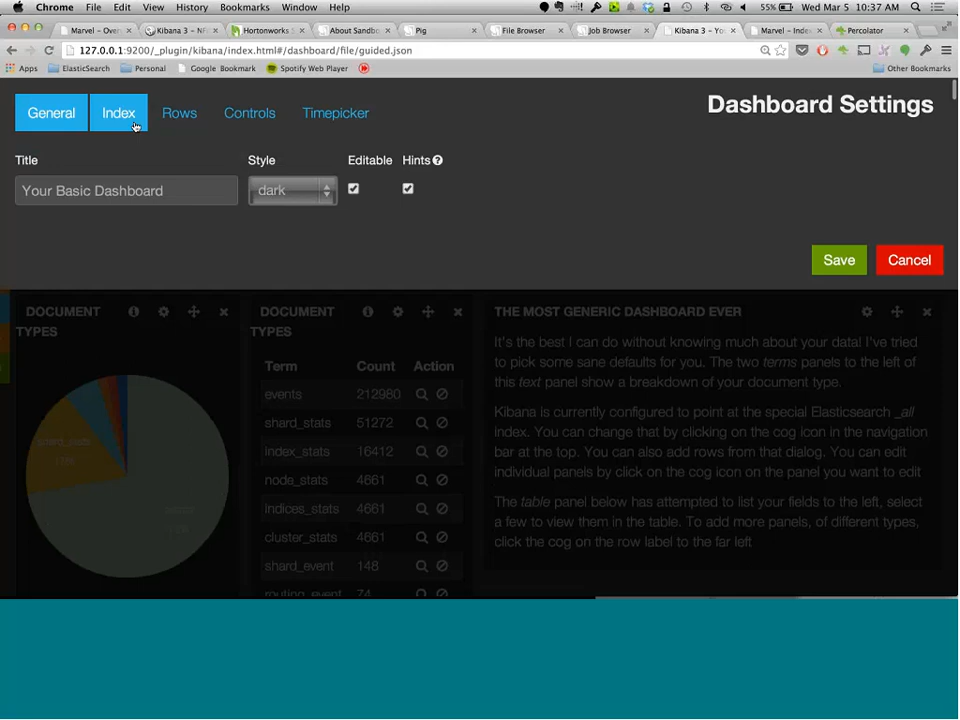 Chrome File Edit View History Bookmarks Window Help 55% Wed Mar 5 10:37 AM
Marvel – Over Kibana 3 – NF Hortonworks About Sandbo Pig File Browser Job Browser Kibana 3 – Yo Marvel – Inde Percolator
127.0.0.1:9200/_plugin/kibana/index.html#/dashboard/file/guided.json
Apps ElasticSearch Personal Google Bookmark Spotify Web Player Other Bookmarks
General Index Rows Controls Timepicker Dashboard Settings
Title Style Editable Hints
Your Basic Dashboard dark
Save Cancel
DOCUMENT TYPES
DOCUMENT TYPES
THE MOST GENERIC DASHBOARD EVER
shard_stats
17%
Term Count Action
events 212980
shard_stats 51272
index_stats 16412
node_stats 4661
indices_stats 4661
cluster_stats 4661
shard_event 148
routing_event 74
It's the best I can do without knowing much about your data! I've tried
to pick some sane defaults for you. The two terms panels to the left of
this text panel show a breakdown of your document type.
Kibana is currently configured to point at the special Elasticsearch _all
index. You can change that by clicking on the cog icon in the navigation
bar at the top. You can also add rows from that dialog. You can edit
individual panels by click on the cog icon on the panel you want to edit
The table panel below has attempted to list your fields to the left, select
a few to view them in the table. To add more panels, of different types,
click the cog on the row label to the far left